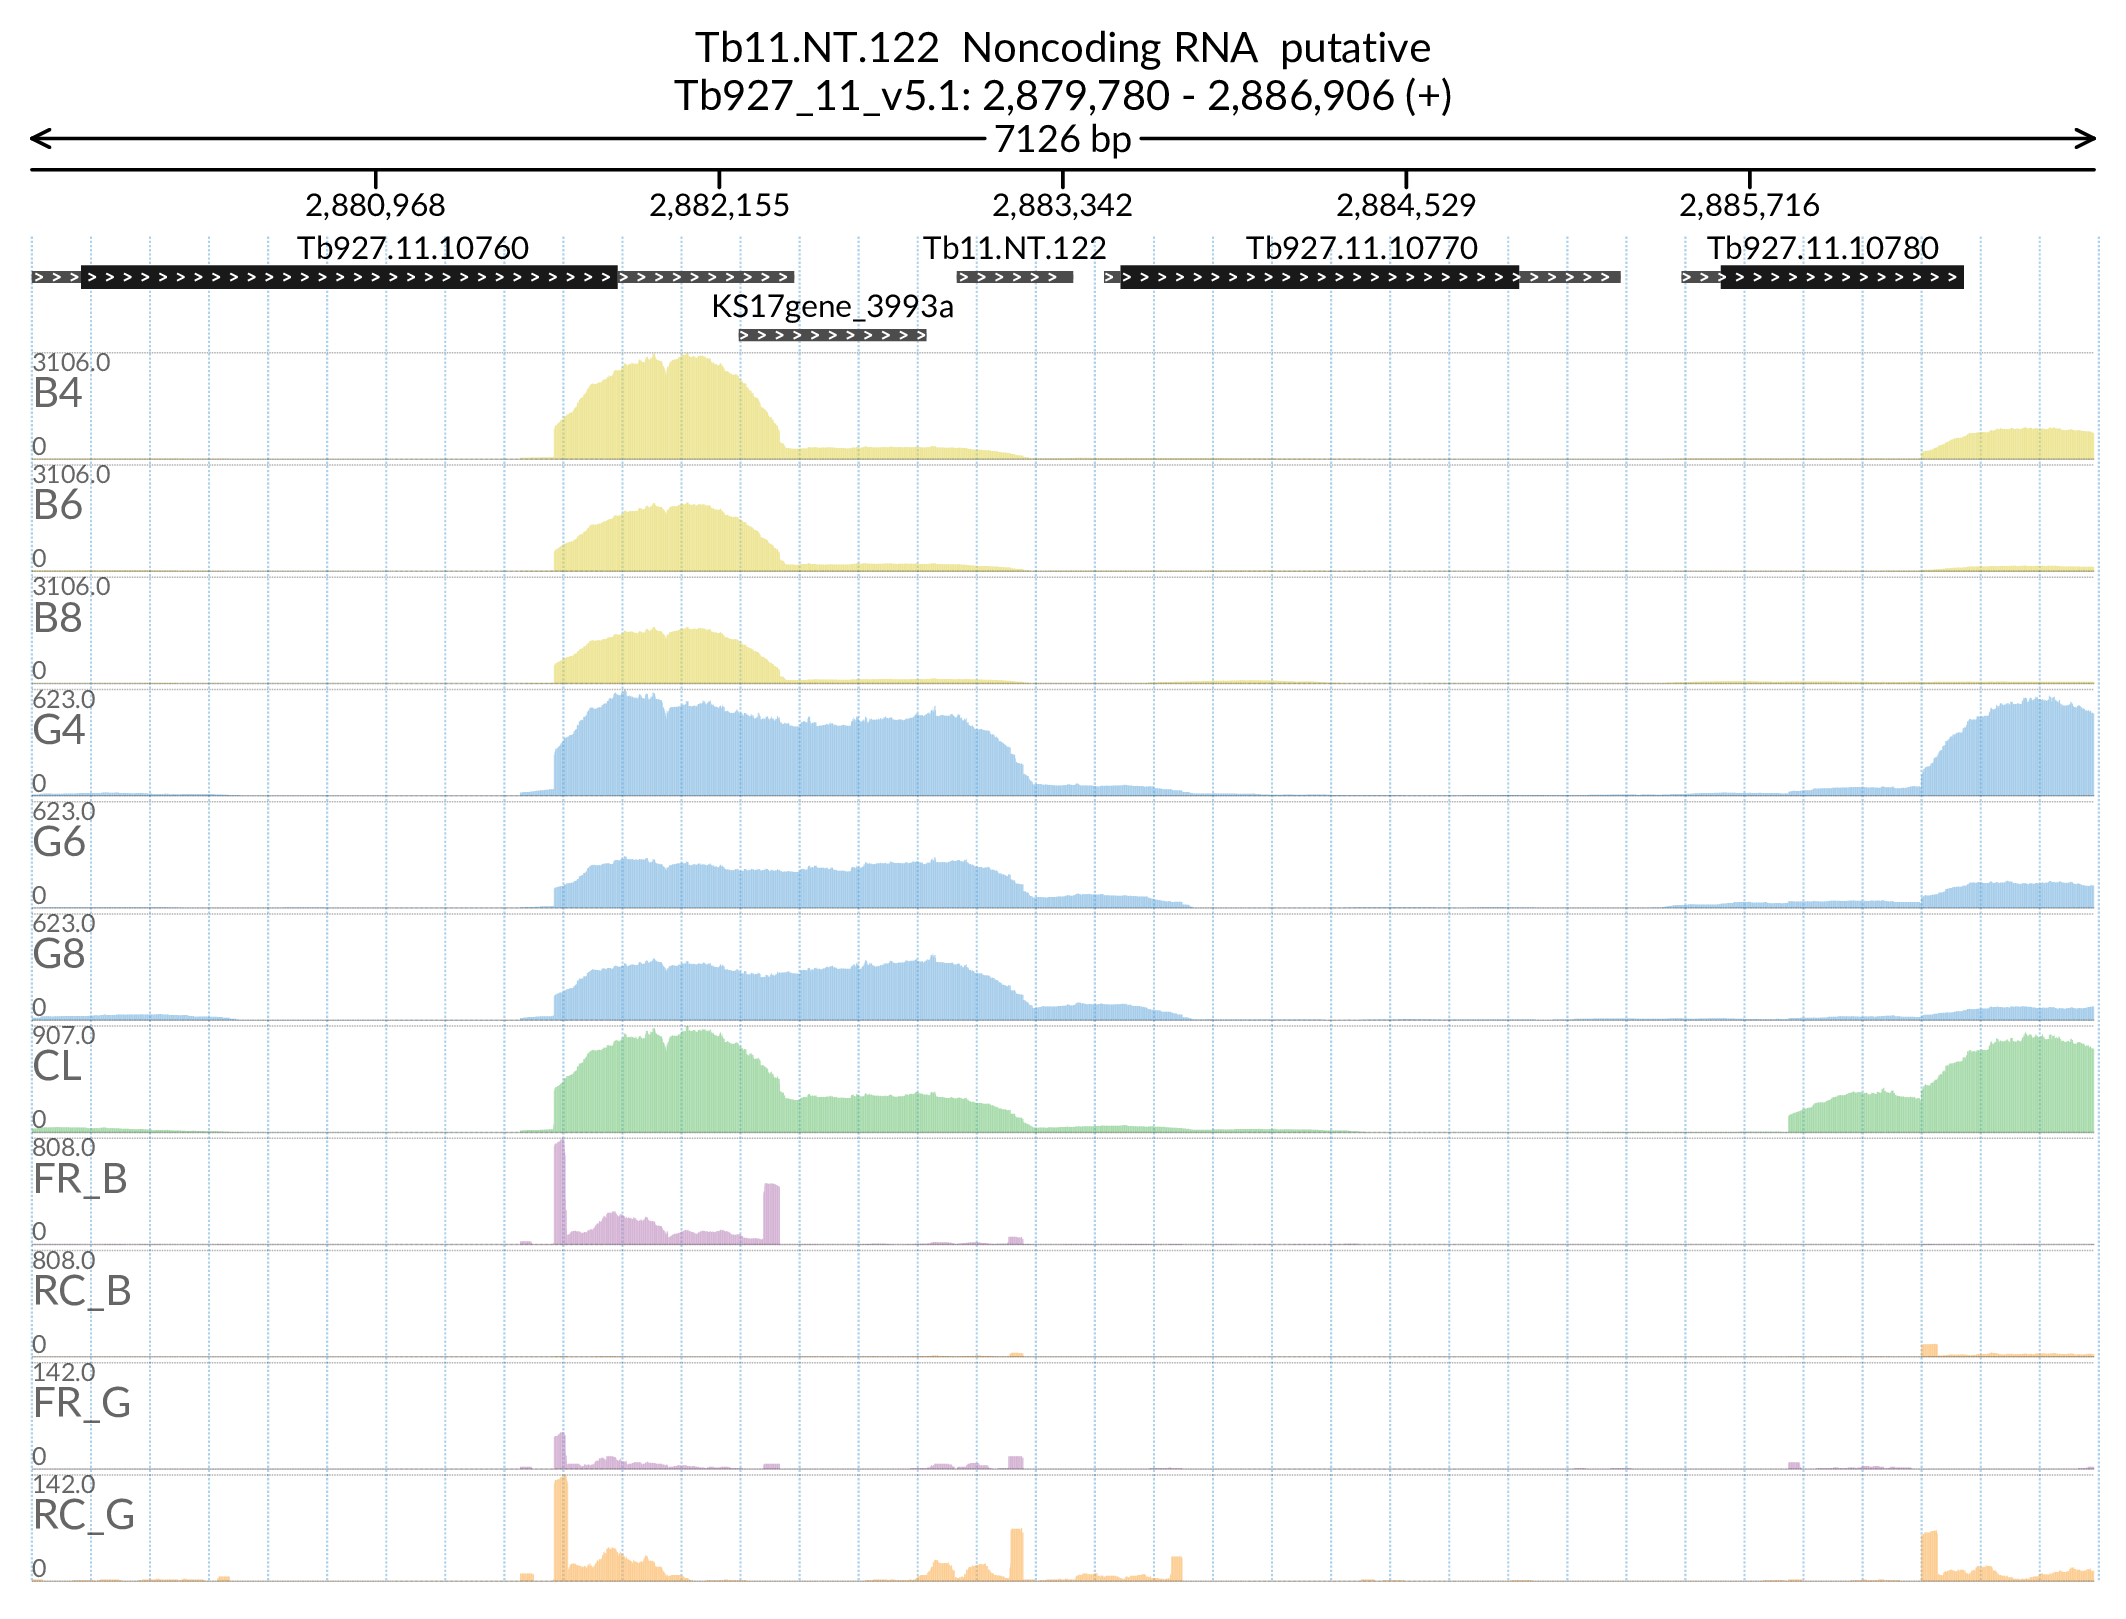 Tb11.NT.122 Noncoding RNA putative
Tb927_11_v5.1: 2,879,780 - 2,886,906 (+)
7126 bp
2,880,968 2,882,155 2,883,342 2,884,529 2,885,716
Tb927.11.10760 Tb11.NT.122 Tb927.11.10770 Tb927.11.10780
KS17gene_3993a
3106.0
B4
0
3106.0
B6
0
3106.0
B8
0
623.0
G4
0
623.0
G6
0
623.0
G8
0
907.0
CL
0
808.0
FR_B
0
808.0
RC_B
0
142.0
FR_G
0
142.0
RC_G
0